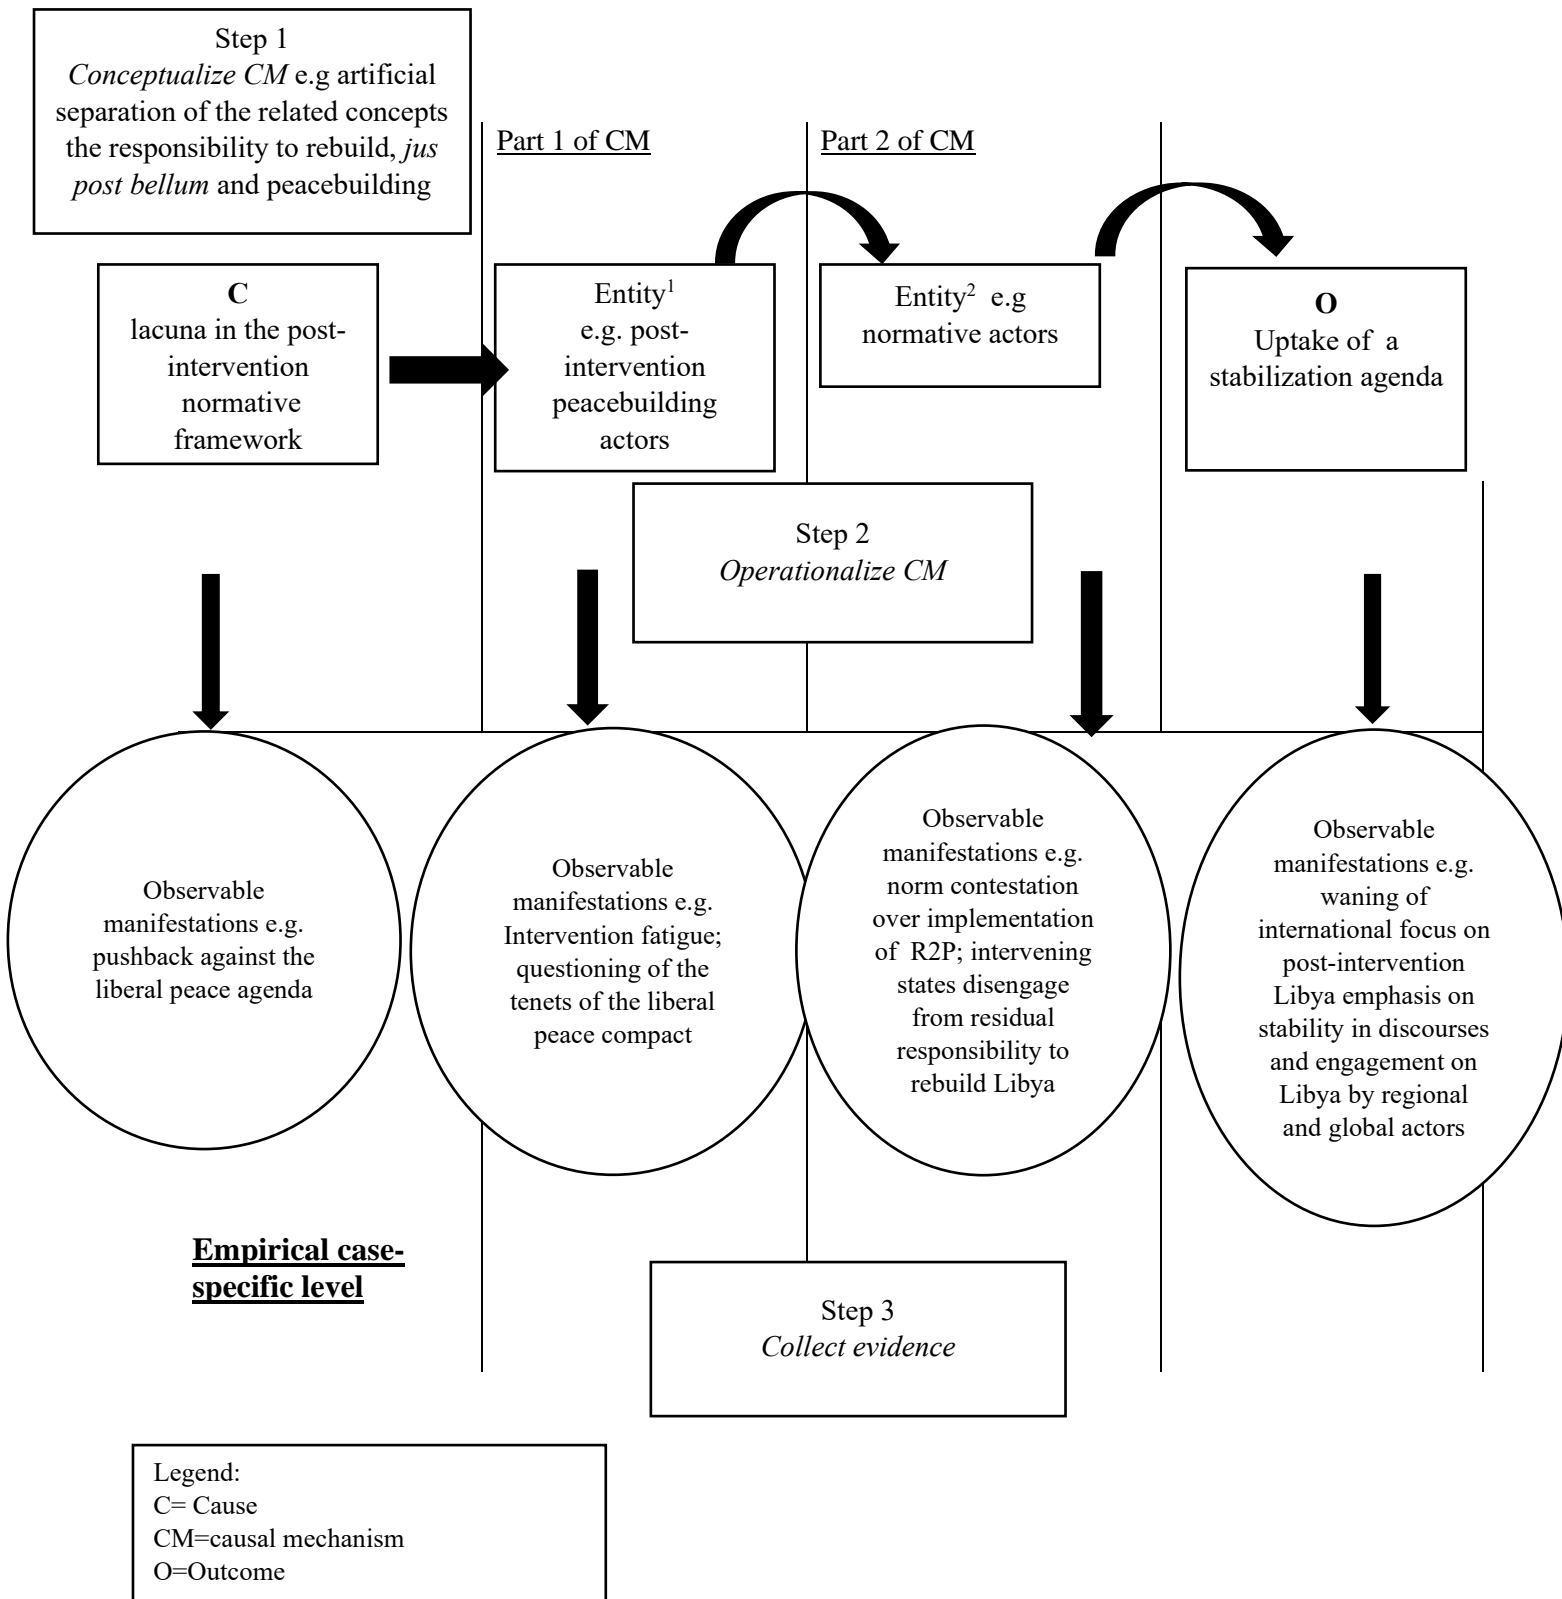 Step 1
Conceptualize CM e.g artificial
separation of the related concepts
the responsibility to rebuild, jus
post bellum and peacebuilding
Part 1 of CM
Part 2 of CM
C
lacuna in the post-
intervention
normative
framework
Entity¹
e.g. post-
intervention
peacebuilding
actors
Entity² e.g
normative actors
O
Uptake of a
stabilization agenda
Step 2
Operationalize CM
Observable
manifestations e.g.
pushback against the
liberal peace agenda
Observable
manifestations e.g.
Intervention fatigue;
questioning of the
tenets of the liberal
peace compact
Observable
manifestations e.g.
norm contestation
over implementation
of R2P; intervening
states disengage
from residual
responsibility to
rebuild Libya
Observable
manifestations e.g.
waning of
international focus on
post-intervention
Libya emphasis on
stability in discourses
and engagement on
Libya by regional
and global actors
Empirical case-
specific level
Step 3
Collect evidence
Legend:
C= Cause
CM=causal mechanism
O=Outcome